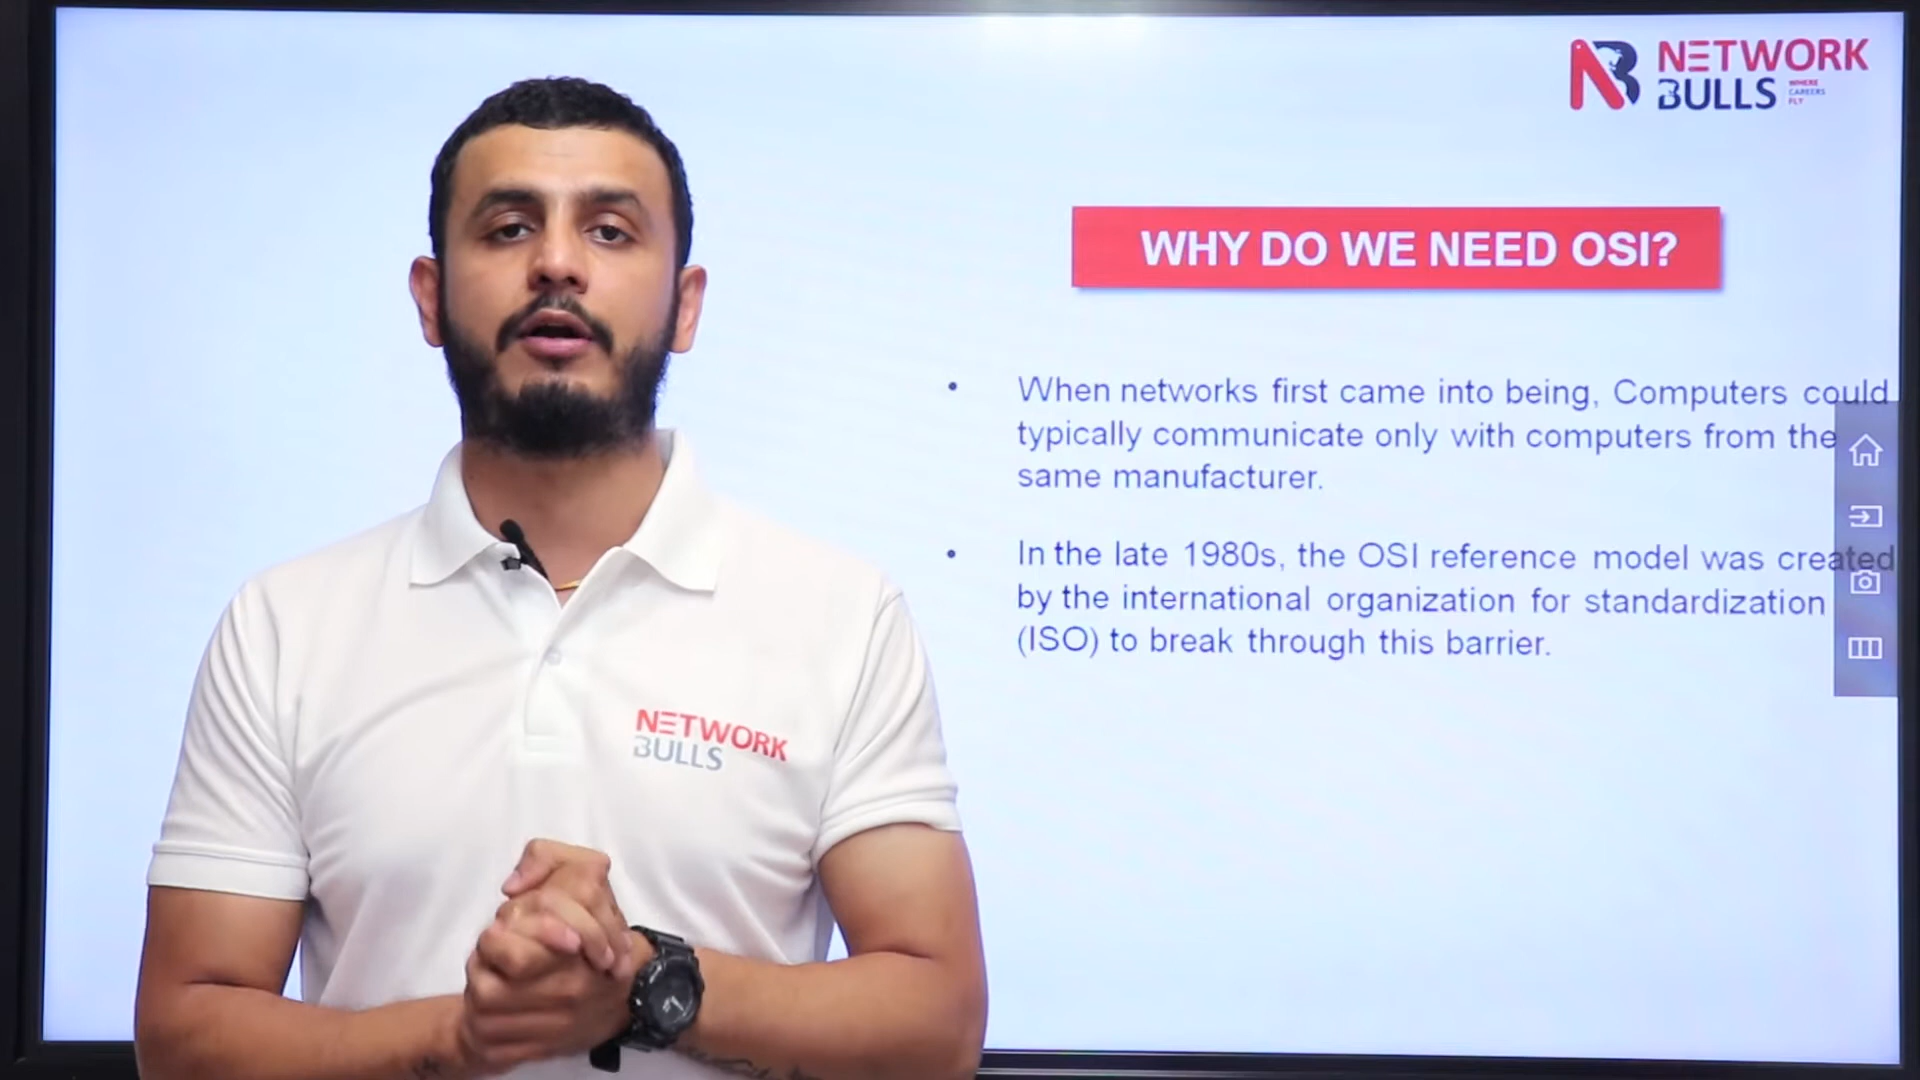 NETWORK
BULLS
WHERE
CAREERS
FLY
WHY DO WE NEED OSI?
• When networks first came into being, Computers could
typically communicate only with computers from the
same manufacturer.
• In the late 1980s, the OSI reference model was created
by the international organization for standardization
(ISO) to break through this barrier.
NETWORK
BULLS